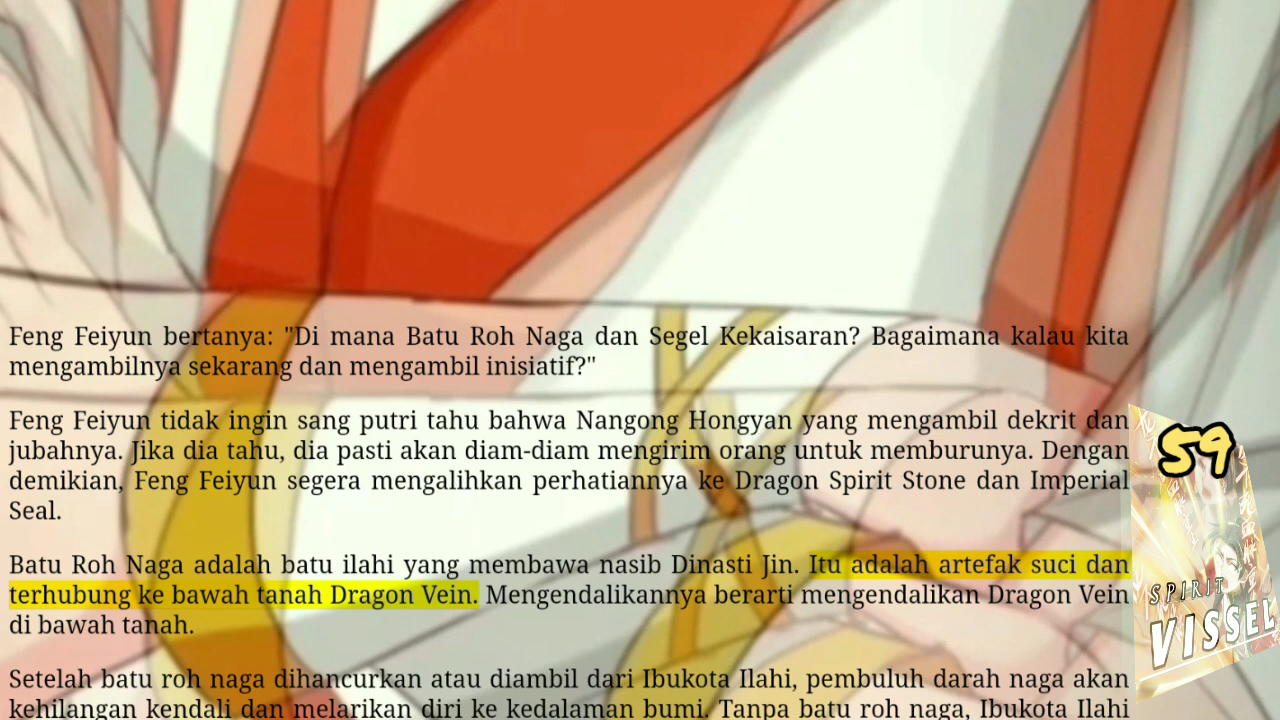 Feng Feiyun bertanya: "Di mana Batu Roh Naga dan Segel Kekaisaran? Bagaimana kalau kita
mengambilnya sekarang dan mengambil inisiatif?"
Feng Feiyun tidak ingin sang putri tahu bahwa Nangong Hongyan yang mengambil dekrit dan
jubahnya. Jika dia tahu, dia pasti akan diam-diam mengirim orang untuk memburunya. Dengan
demikian, Feng Feiyun segera mengalihkan perhatiannya ke Dragon Spirit Stone dan Imperial
Seal.
Batu Roh Naga adalah batu ilahi yang membawa nasib Dinasti Jin. Itu adalah artefak suci dan
terhubung ke bawah tanah Dragon Vein. Mengendalikannya berarti mengendalikan Dragon Vein
di bawah tanah.
Setelah batu roh naga dihancurkan atau diambil dari Ibukota Ilahi, pembuluh darah naga akan
kehilangan kendali dan melarikan diri ke kedalaman bumi. Tanpa batu roh naga, Ibukota Ilahi
59
SPIRIT
VISSEL